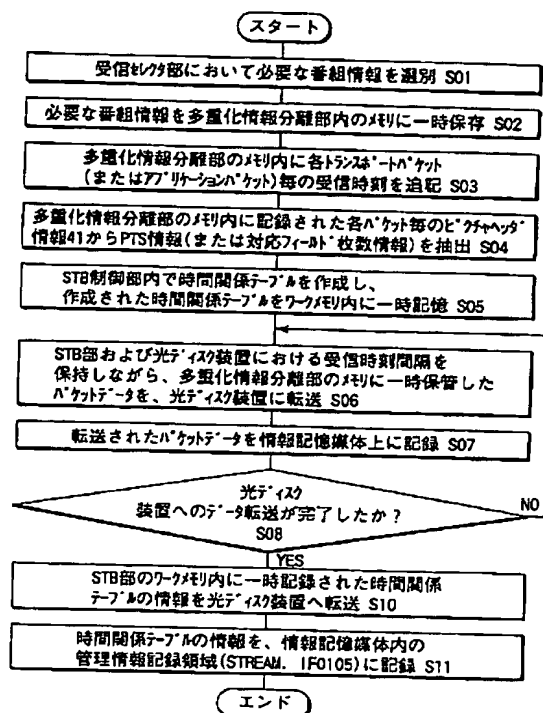 スタート
受信ｾﾚｸﾀ部において必要な番組情報を選別 S01
必要な番組情報を多重化情報分離部内のﾒﾓﾘに一時保存 S02
多重化情報分離部のﾒﾓﾘ内に各ﾄﾗﾝｽﾎﾟｰﾄﾊﾟｹｯﾄ
(またはｱﾌﾟﾘｹｰｼｮﾝﾊﾟｹｯﾄ)毎の受信時刻を追記 S03
多重化情報分離部のﾒﾓﾘ内に記録された各ﾊﾟｹｯﾄ毎のﾋﾟｸﾁｬﾍｯﾀﾞ
情報41からPTS情報(または対応ﾌｨｰﾙﾄﾞ枚数情報)を抽出 S04
STB制御部内で時間関係ﾃｰﾌﾞﾙを作成し、
作成された時間関係ﾃｰﾌﾞﾙをﾜｰｸﾒﾓﾘ内に一時記憶 S05
STB部および光ディスク装置における受信時刻間隔を
保持しながら、多重化情報分離部のﾒﾓﾘに一時保管した
ﾊﾟｹｯﾄﾃﾞｰﾀを、光ディスク装置に転送 S06
転送されたﾊﾟｹｯﾄﾃﾞｰﾀを情報記憶媒体上に記録 S07
光ディスク
装置へのデータ転送が完了したか？
S08
NO
YES
STB部のﾜｰｸﾒﾓﾘ内に一時記録された時間関係
ﾃｰﾌﾞﾙの情報を光ディスク装置へ転送 S10
時間関係ﾃｰﾌﾞﾙの情報を、情報記憶媒体内の
管理情報記録領域(STREAM. IF0105)に記録 S11
エンド